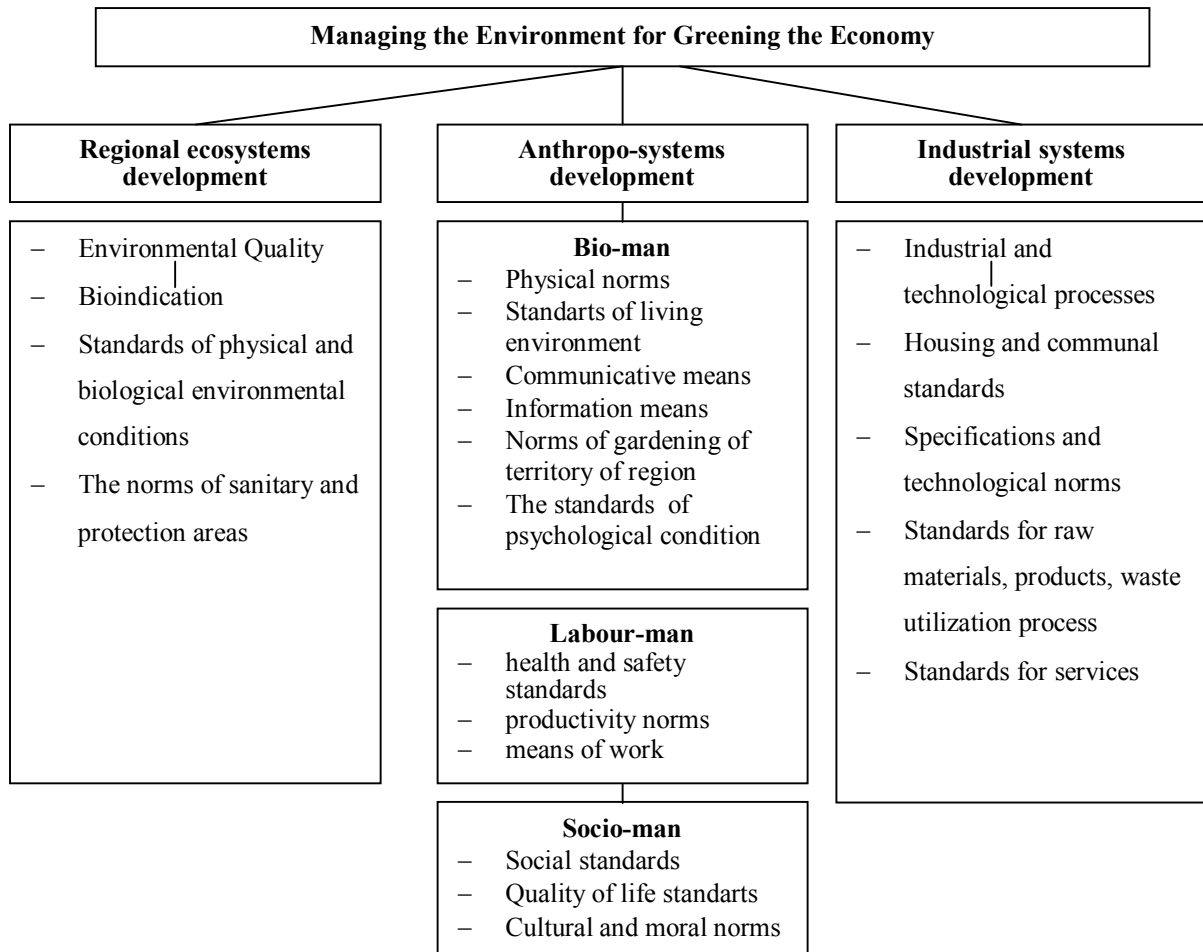 Managing the Environment for Greening the Economy
Regional ecosystems
development
– Environmental Quality
– Bioindication
– Standards of physical and
biological environmental
conditions
– The norms of sanitary and
protection areas
Anthropo-systems
development
Bio-man
– Physical norms
– Standarts of living
environment
– Communicative means
– Information means
– Norms of gardening of
territory of region
– The standards of
psychological condition
Labour-man
– health and safety
standards
– productivity norms
– means of work
Socio-man
– Social standards
– Quality of life standarts
– Cultural and moral norms
Industrial systems
development
– Industrial and
technological processes
– Housing and communal
standards
– Specifications and
technological norms
– Standards for raw
materials, products, waste
utilization process
– Standards for services